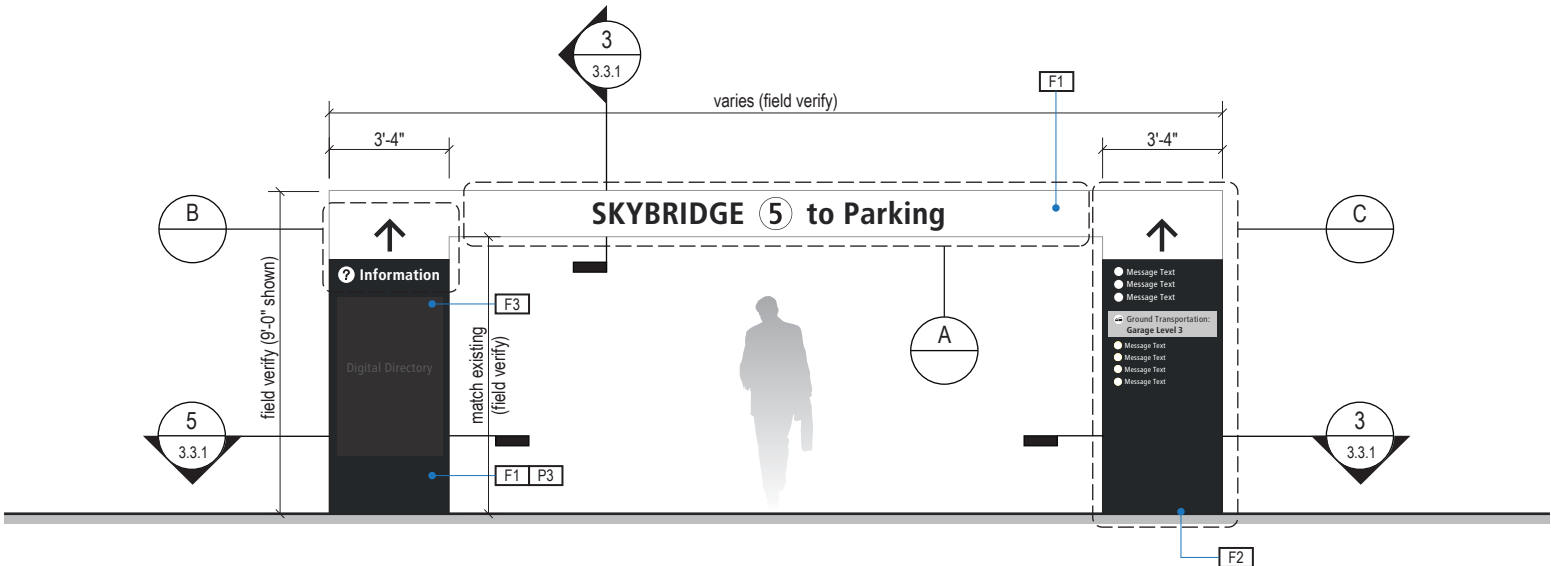 3
3.3.1
F1
varies (field verify)
3'-4"
3'-4"
B
SKYBRIDGE 5 to Parking
C
field verify (9'-0" shown)
? Information
F3
Digital Directory
match existing
(field verify)
A
Message Text
Message Text
Message Text
Ground Transportation:
Garage Level 3
Message Text
Message Text
Message Text
Message Text
5
3.3.1
F1 P3
3
3.3.1
F2